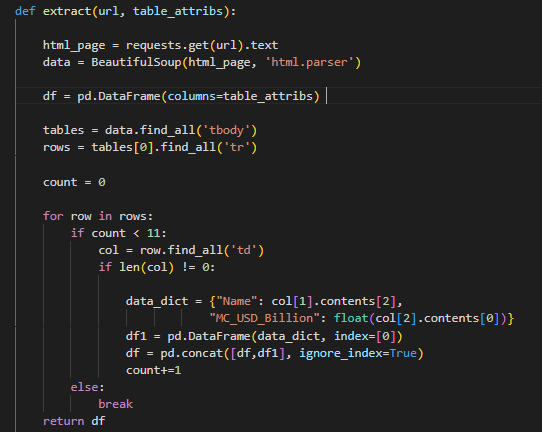 def extract(url, table_attribs):
html_page = requests.get(url).text
data = BeautifulSoup(html_page, 'html.parser')
df = pd.DataFrame(columns=table_attribs)
tables = data.find_all('tbody')
rows = tables[0].find_all('tr')
count = 0
for row in rows:
if count < 11:
col = row.find_all('td')
if len(col) != 0:
data_dict = {"Name": col[1].contents[2],
"MC_USD_Billion": float(col[2].contents[0])}
df1 = pd.DataFrame(data_dict, index=[0])
df = pd.concat([df,df1], ignore_index=True)
count+=1
else:
break
return df